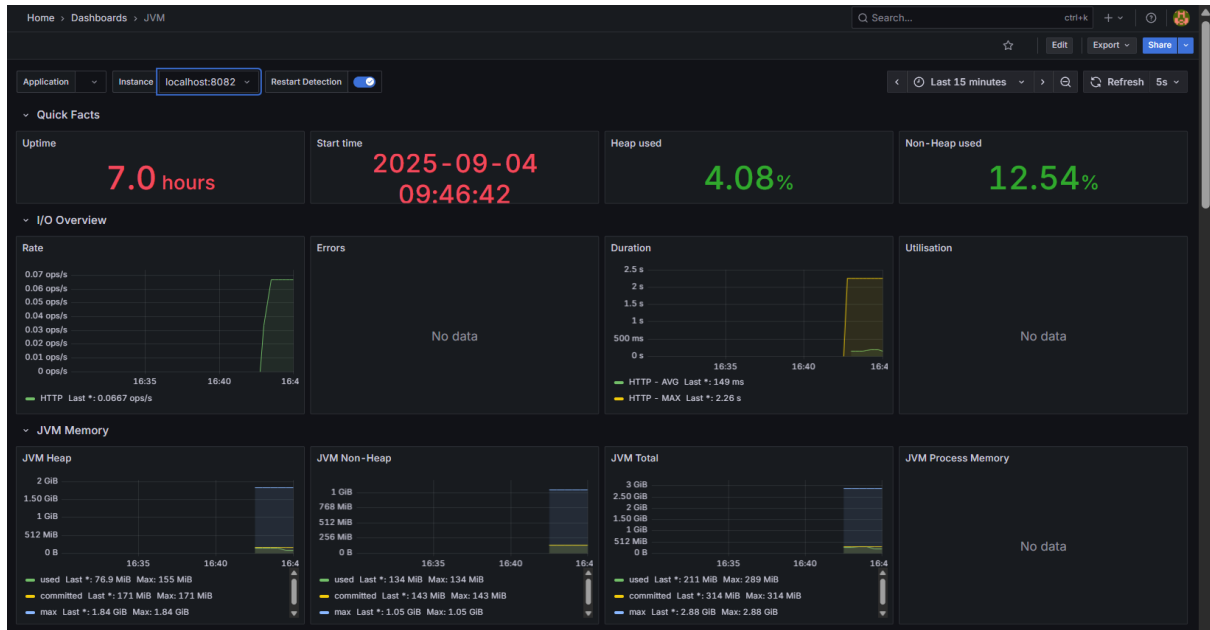 Home › Dashboards › JVM
Search... ctrl+k
Edit Export Share
Application Instance localhost:8082 Restart Detection Last 15 minutes Refresh 5s
Quick Facts
Uptime
7.0 hours
Start time
2025-09-04
09:46:42
Heap used
4.08%
Non-Heap used
12.54%
I/O Overview
Rate
0.07 ops/s
0.06 ops/s
0.05 ops/s
0.04 ops/s
0.03 ops/s
0.02 ops/s
0.01 ops/s
0 ops/s
16:35 16:40 16:4
HTTP Last *: 0.0667 ops/s
Errors
No data
Duration
2.5 s
2 s
1.5 s
1 s
500 ms
0 s
16:35 16:40 16:4
HTTP - AVG Last *: 149 ms
HTTP - MAX Last *: 2.26 s
Utilisation
No data
JVM Memory
JVM Heap
2 GiB
1.50 GiB
1 GiB
512 MiB
0 B
16:35 16:40 16:4
used Last *: 76.9 MiB Max: 155 MiB
committed Last *: 171 MiB Max: 171 MiB
max Last *: 1.84 GiB Max: 1.84 GiB
JVM Non-Heap
1 GiB
768 MiB
512 MiB
256 MiB
0 B
16:35 16:40 16:4
used Last *: 134 MiB Max: 134 MiB
committed Last *: 143 MiB Max: 143 MiB
max Last *: 1.05 GiB Max: 1.05 GiB
JVM Total
3 GiB
2.50 GiB
2 GiB
1.50 GiB
1 GiB
512 MiB
0 B
16:35 16:40 16:4
used Last *: 211 MiB Max: 289 MiB
committed Last *: 314 MiB Max: 314 MiB
max Last *: 2.88 GiB Max: 2.88 GiB
JVM Process Memory
No data